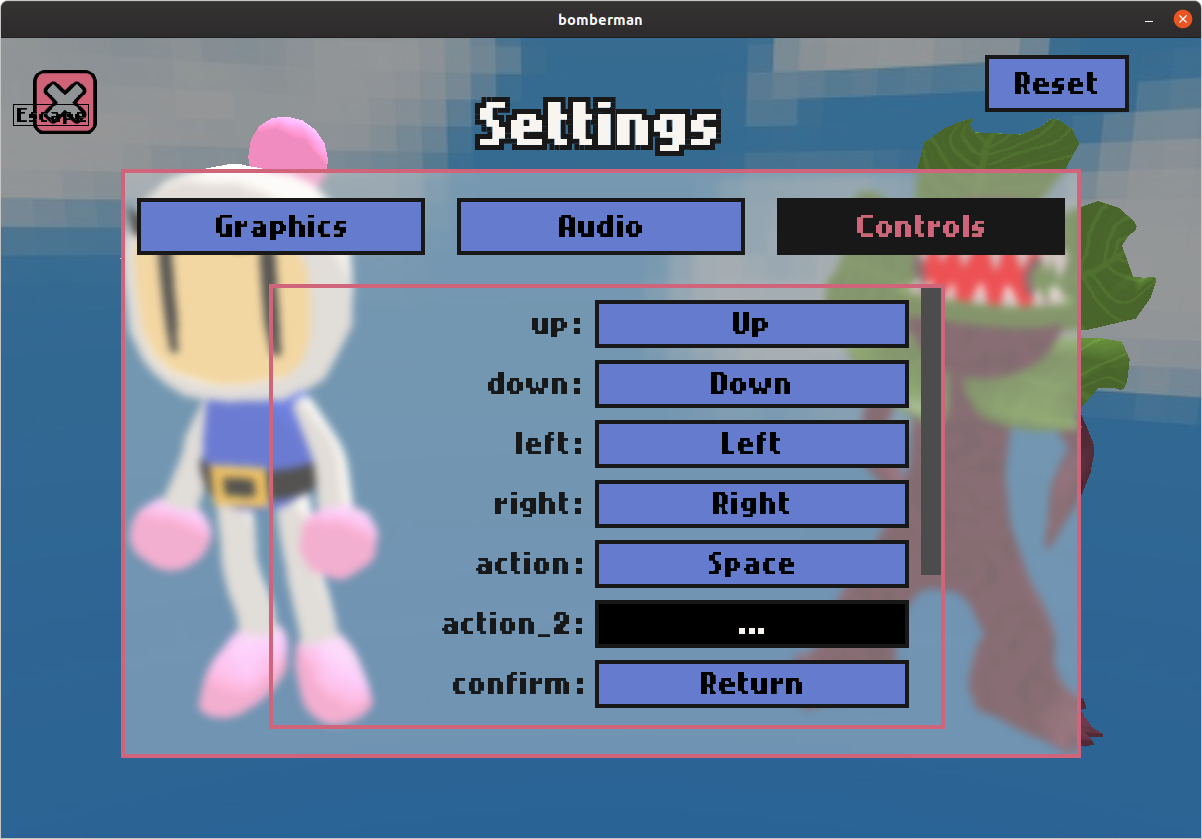 bomberman
Escape
Reset
Settings
Graphics Audio Controls
up: Up
down: Down
left: Left
right: Right
action: Space
action_2: ...
confirm: Return